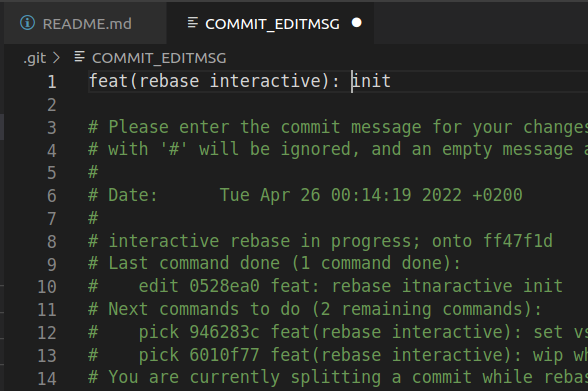 README.md COMMIT_EDITMSG
.git > COMMIT_EDITMSG
1 feat(rebase interactive): init
2
3 # Please enter the commit message for your changes
4 # with '#' will be ignored, and an empty message a
5 #
6 # Date:      Tue Apr 26 00:14:19 2022 +0200
7 #
8 # interactive rebase in progress; onto ff47f1d
9 # Last command done (1 command done):
10 #    edit 0528ea0 feat: rebase itnaractive init
11 # Next commands to do (2 remaining commands):
12 #    pick 946283c feat(rebase interactive): set vs
13 #    pick 6010f77 feat(rebase interactive): wip wh
14 # You are currently splitting a commit while reba